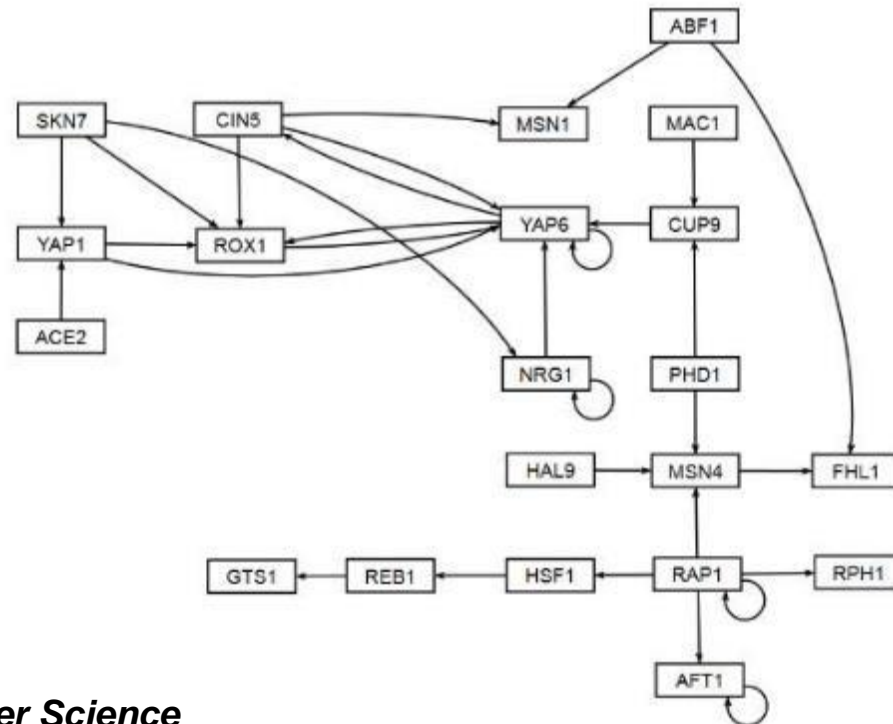 ABF1
SKN7 CIN5 MSN1 MAC1
YAP1 ROX1 YAP6 CUP9
ACE2
NRG1 PHD1
HAL9 MSN4 FHL1
GTS1 REB1 HSF1 RAP1 RPH1
AFT1
er Science